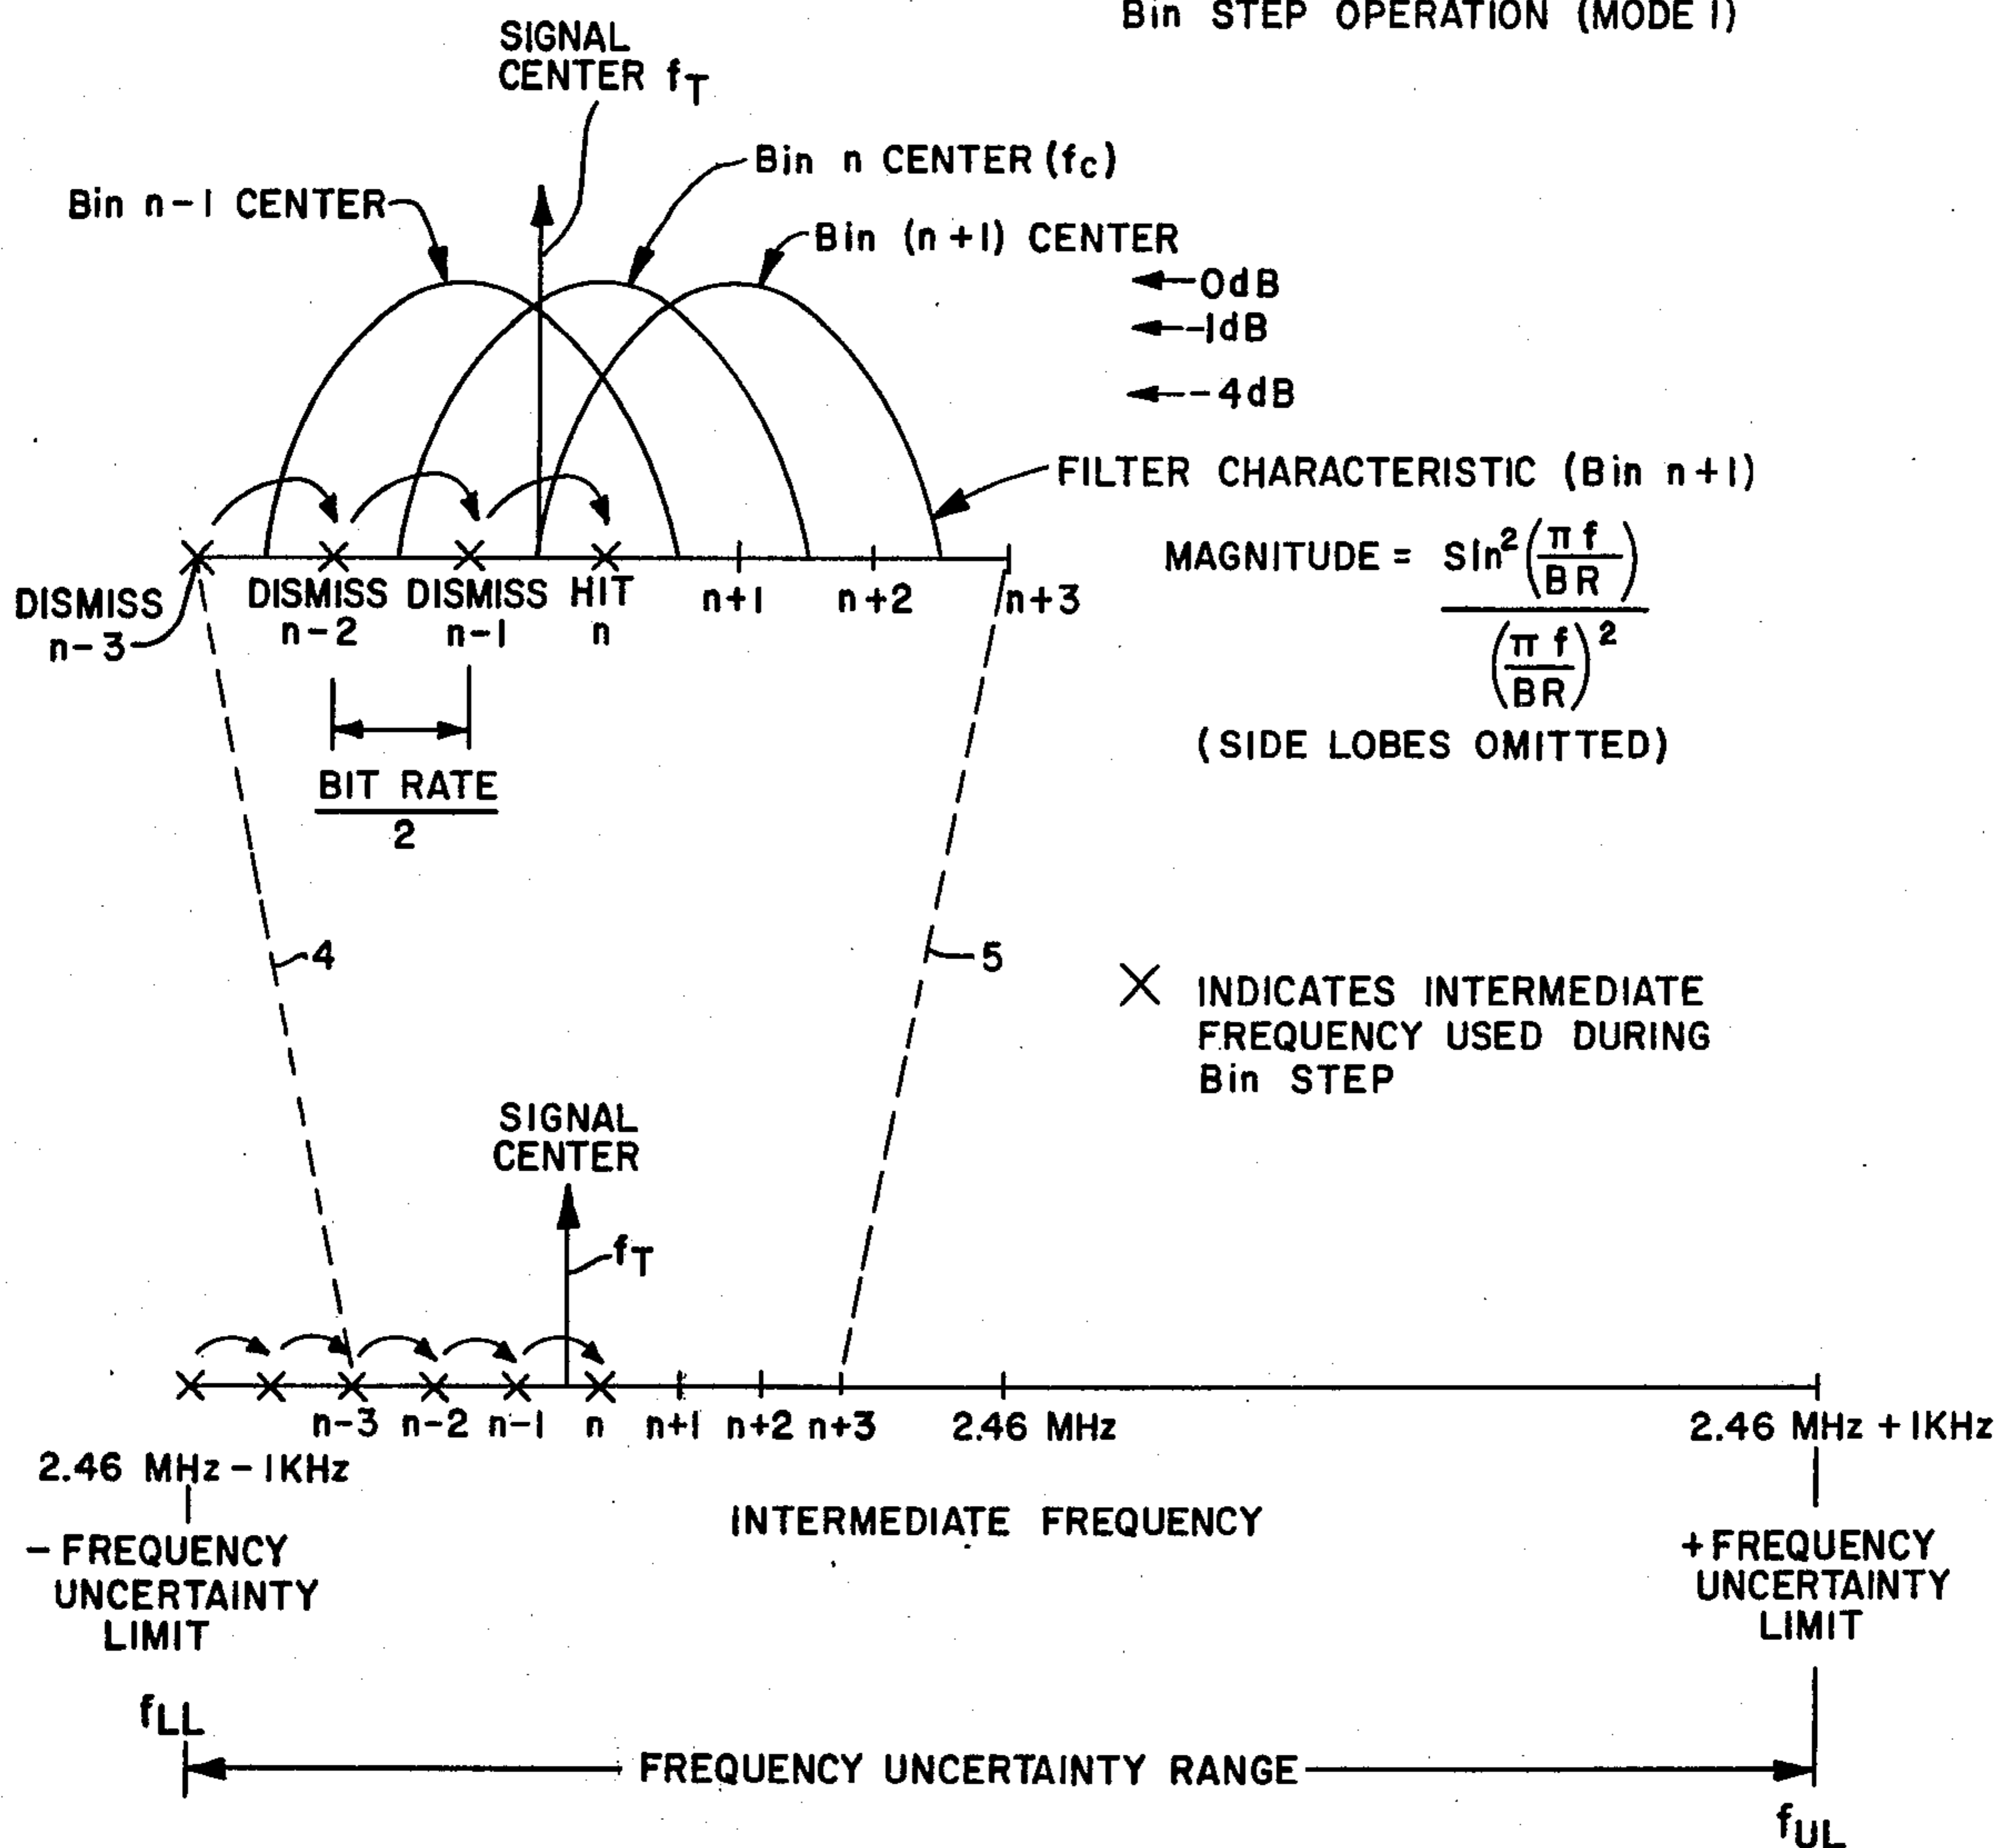 Bin STEP OPERATION (MODE 1)
SIGNAL
CENTER fT
Bin n CENTER (fc)
Bin n-1 CENTER
Bin (n+1) CENTER
0dB
-1dB
-4dB
FILTER CHARACTERISTIC (Bin n+1)
MAGNITUDE = Sin²(πf/BR) / (πf/BR)²
(SIDE LOBES OMITTED)
DISMISS
n-3
DISMISS
n-2
DISMISS
n-1
HIT
n
n+1
n+2
n+3
BIT RATE
2
4
5
X INDICATES INTERMEDIATE
FREQUENCY USED DURING
Bin STEP
SIGNAL
CENTER
fT
n-3 n-2 n-1 n n+1 n+2 n+3 2.46 MHz 2.46 MHz +1KHz
2.46 MHz -1KHz
INTERMEDIATE FREQUENCY
- FREQUENCY
UNCERTAINTY
LIMIT
+FREQUENCY
UNCERTAINTY
LIMIT
fLL
FREQUENCY UNCERTAINTY RANGE
fUL